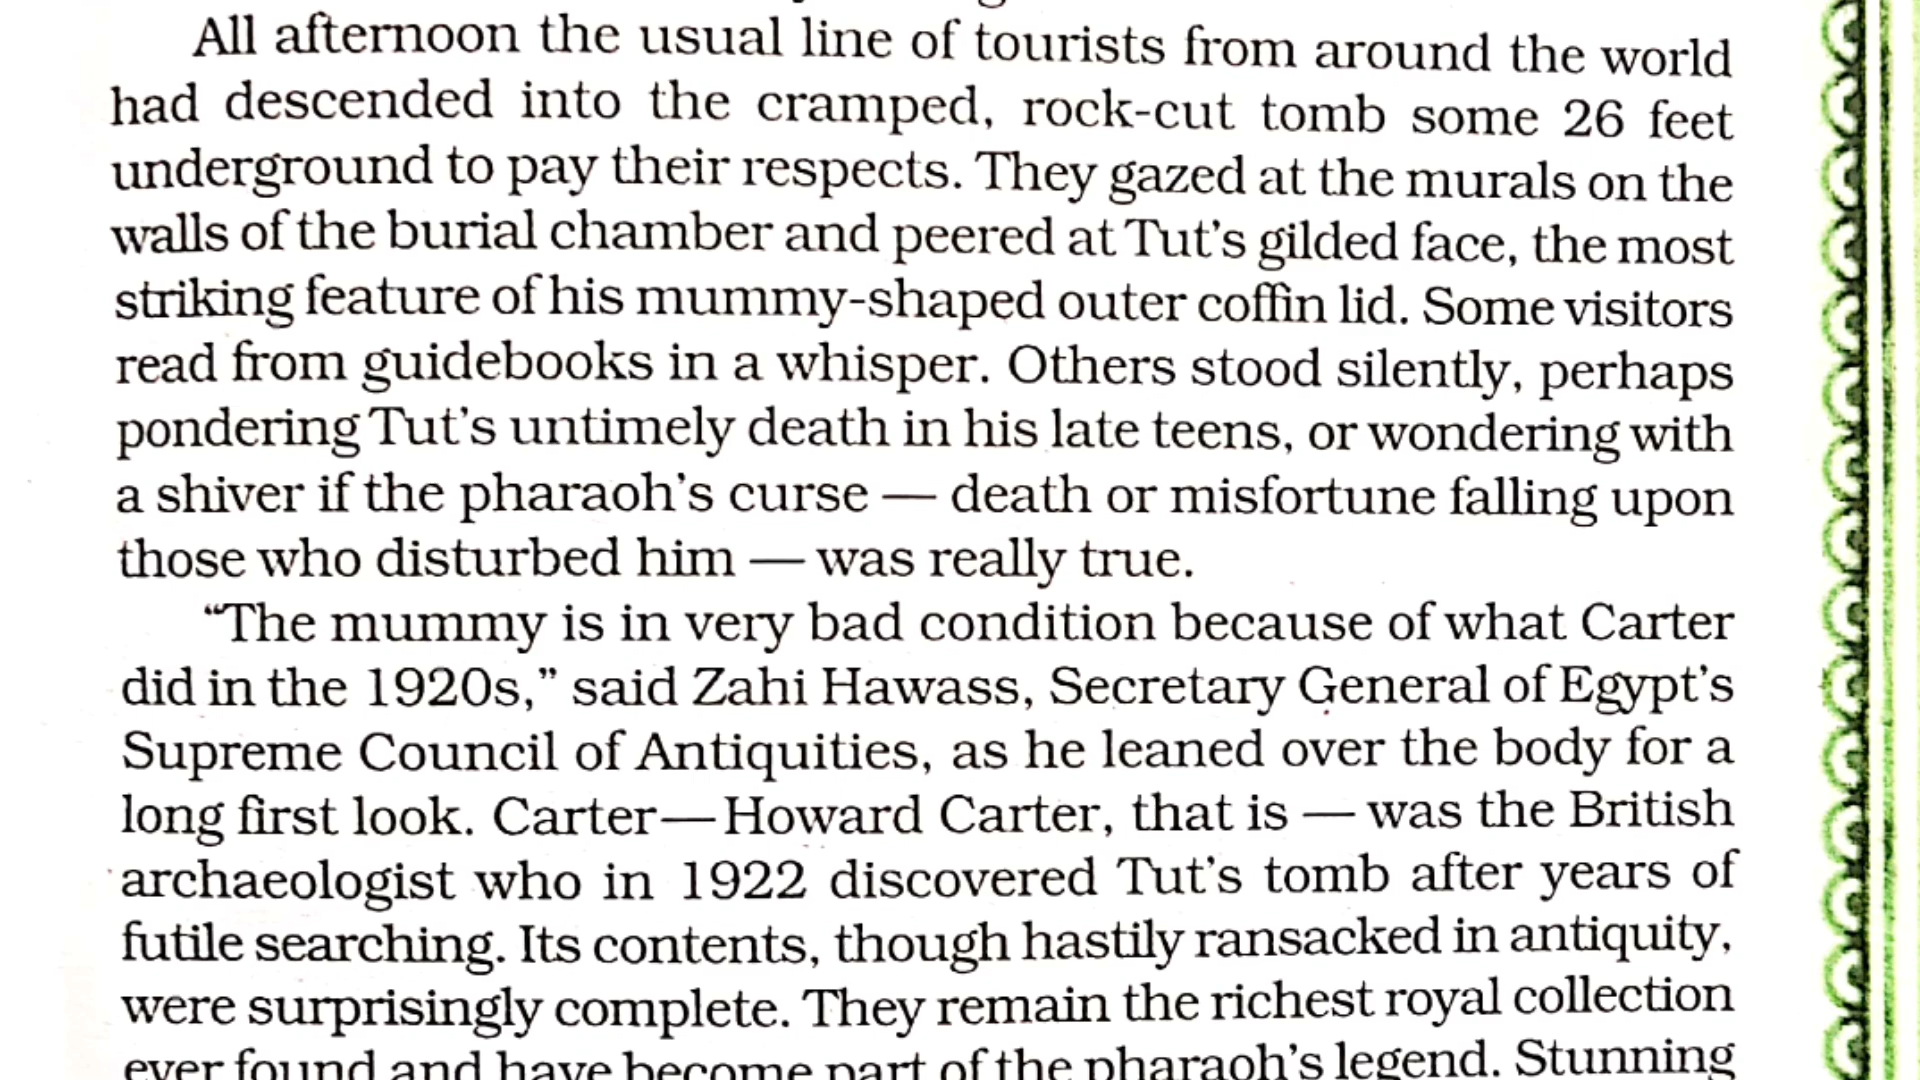 All afternoon the usual line of tourists from around the world
had descended into the cramped, rock-cut tomb some 26 feet
underground to pay their respects. They gazed at the murals on the
walls of the burial chamber and peered at Tut's gilded face, the most
striking feature of his mummy-shaped outer coffin lid. Some visitors
read from guidebooks in a whisper. Others stood silently, perhaps
pondering Tut's untimely death in his late teens, or wondering with
a shiver if the pharaoh's curse — death or misfortune falling upon
those who disturbed him — was really true.
“The mummy is in very bad condition because of what Carter
did in the 1920s,” said Zahi Hawass, Secretary General of Egypt's
Supreme Council of Antiquities, as he leaned over the body for a
long first look. Carter—Howard Carter, that is — was the British
archaeologist who in 1922 discovered Tut's tomb after years of
futile searching. Its contents, though hastily ransacked in antiquity,
were surprisingly complete. They remain the richest royal collection
ever found and have become part of the pharaoh's legend. Stunning